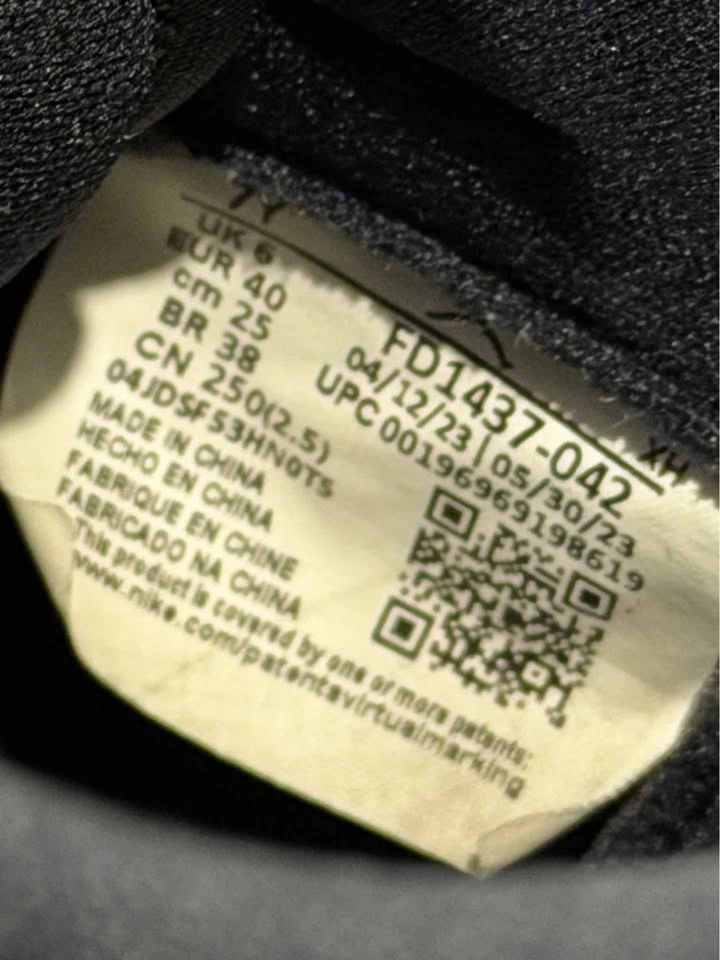 7Y
UK 6
EUR 40
cm 25
BR 38
CN 250(2.5)
04JDSF53HN0TS
MADE IN CHINA
HECHO EN CHINA
FABRIQUE EN CHINE
FABRICADO NA CHINA
This product is covered by one or more patents:
www.nike.com/patentsvirtualmarking
XH
FD1437-042
04/12/23 | 05/30/23
UPC 00196969198619